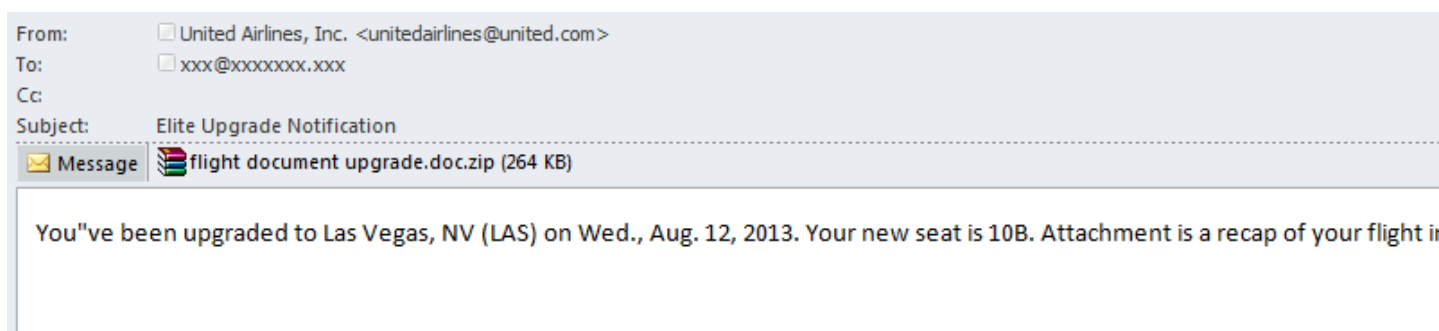 From: United Airlines, Inc. <unitedairlines@united.com>
To: xxx@xxxxxxx.xxx
Cc:
Subject: Elite Upgrade Notification
Message flight document upgrade.doc.zip (264 KB)
You"ve been upgraded to Las Vegas, NV (LAS) on Wed., Aug. 12, 2013. Your new seat is 10B. Attachment is a recap of your flight